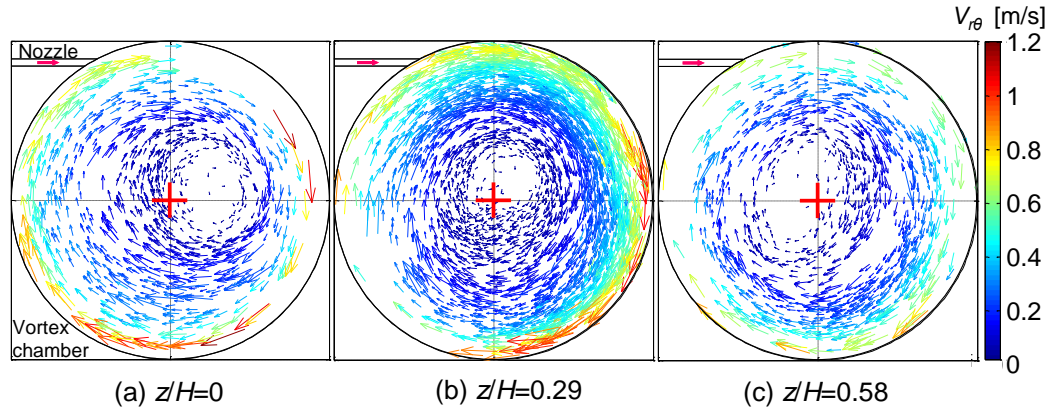 V_rθ [m/s]
Nozzle
1.2
1
0.8
0.6
0.4
0.2
0
Vortex
chamber
(a) z/H=0
(b) z/H=0.29
(c) z/H=0.58